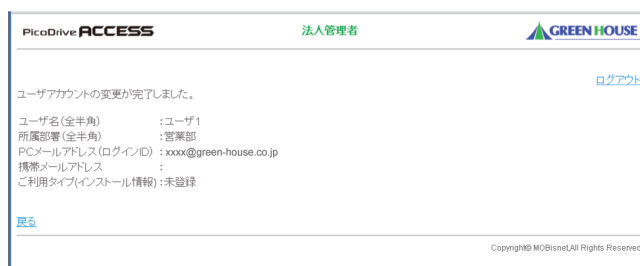 PicoDrive ACCESS
法人管理者
GREEN HOUSE
ログアウト
ユーザアカウントの変更が完了しました。
ユーザ名(全半角) :ユーザ1
所属部署(全半角) :営業部
PCメールアドレス(ログインID) :xxxx@green-house.co.jp
携帯メールアドレス :
ご利用タイプ(インストール情報) :未登録
戻る
Copyright© MOBisnet,All Rights Reserved